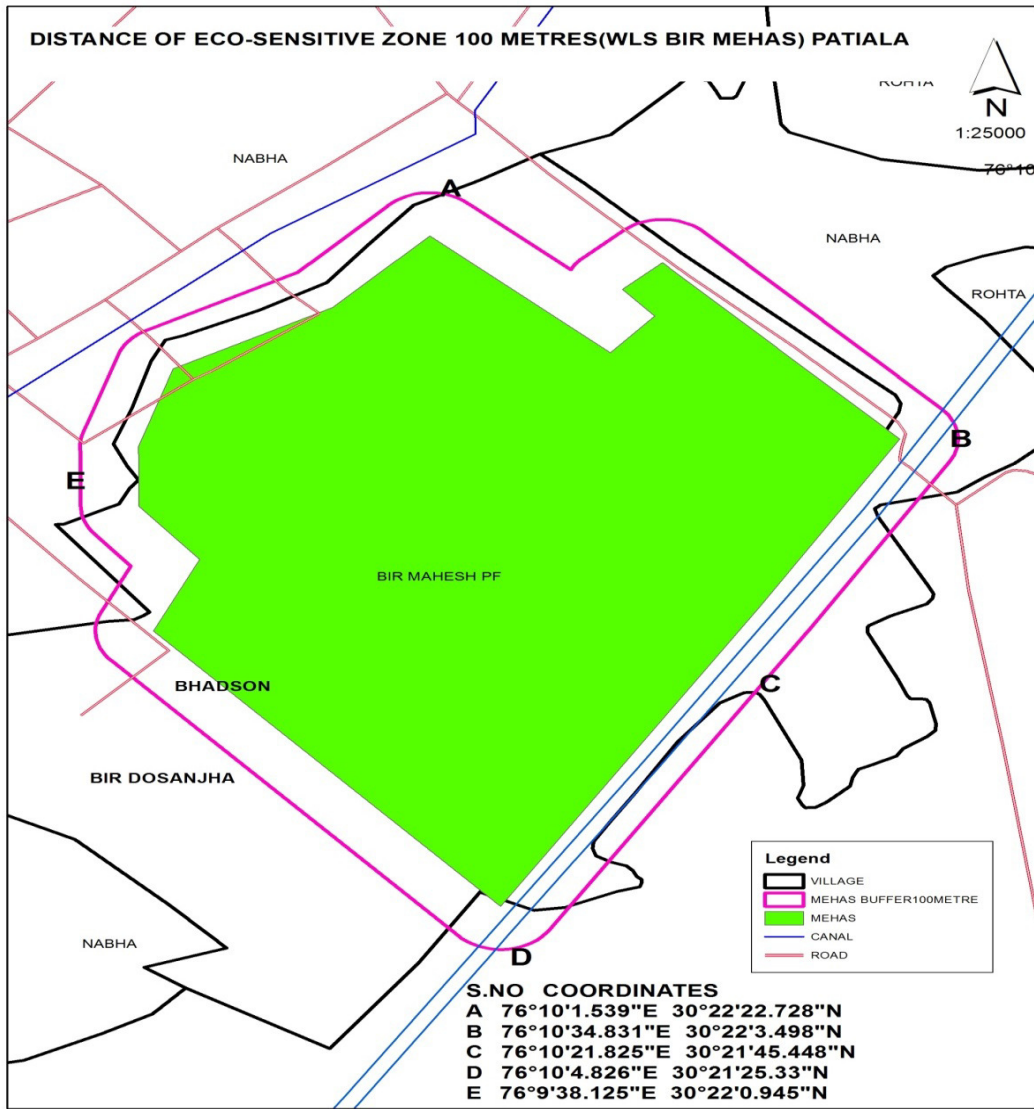 DISTANCE OF ECO-SENSITIVE ZONE 100 METRES(WLS BIR MEHAS) PATIALA
ROHTA
N
1:25000
76°10
NABHA
A
NABHA
ROHTA
B
E
BIR MAHESH PF
C
BHADSON
BIR DOSANJHA
Legend
VILLAGE
MEHAS BUFFER100METRE
MEHAS
CANAL
ROAD
NABHA
D
S.NO COORDINATES
A 76°10'1.539"E 30°22'22.728"N
B 76°10'34.831"E 30°22'3.498"N
C 76°10'21.825"E 30°21'45.448"N
D 76°10'4.826"E 30°21'25.33"N
E 76°9'38.125"E 30°22'0.945"N